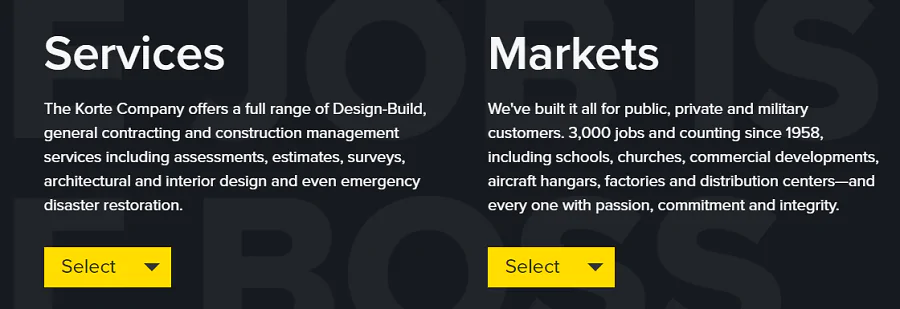 E JOB IS
E BOSS
Services
The Korte Company offers a full range of Design-Build,
general contracting and construction management
services including assessments, estimates, surveys,
architectural and interior design and even emergency
disaster restoration.
Select
Markets
We've built it all for public, private and military
customers. 3,000 jobs and counting since 1958,
including schools, churches, commercial developments,
aircraft hangars, factories and distribution centers—and
every one with passion, commitment and integrity.
Select